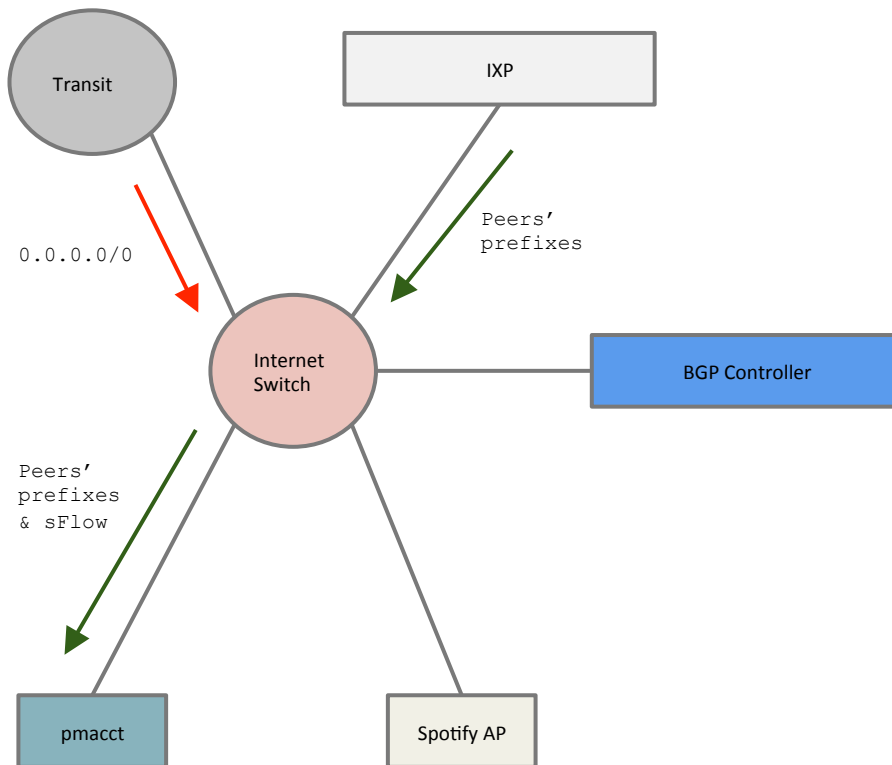 Transit
IXP
Peers’
prefixes
0.0.0.0/0
Internet
Switch
BGP Controller
Peers’
prefixes
& sFlow
pmacct
Spotify AP